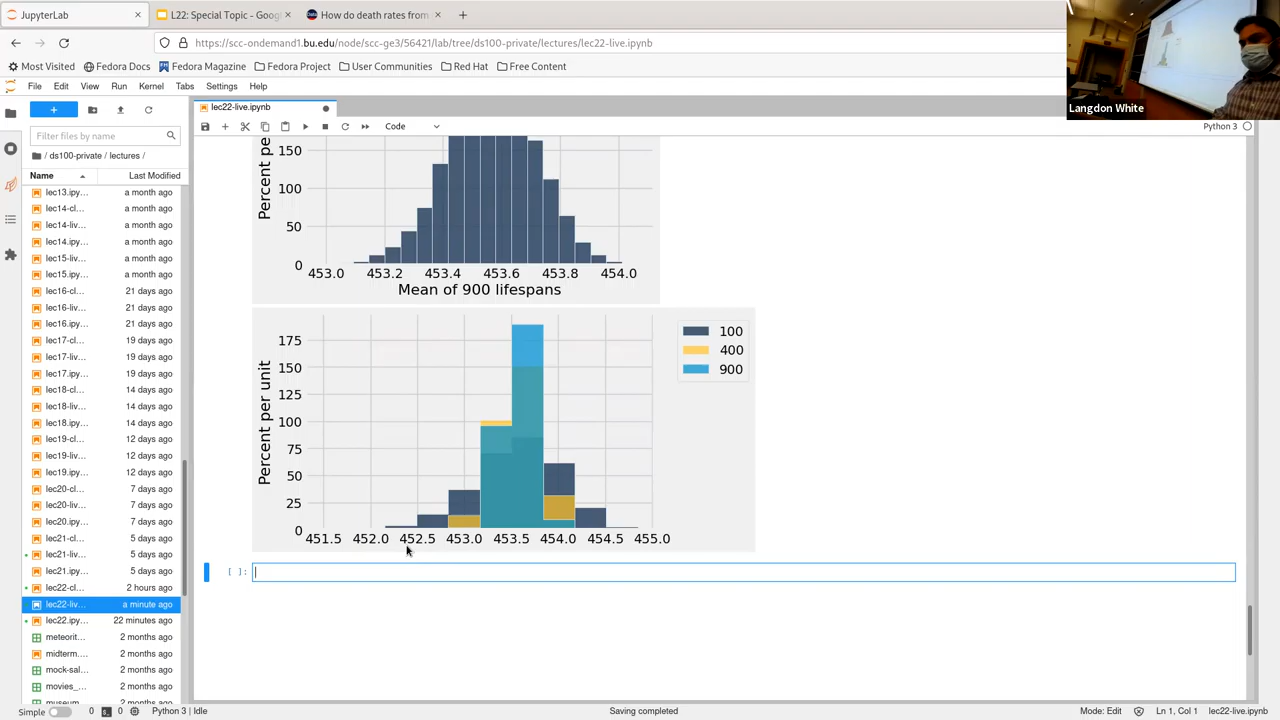 JupyterLab
L22: Special Topic - Goog
How do death rates from
https://scc-ondemand1.bu.edu/node/scc-ge3/56421/lab/tree/ds100-private/lectures/lec22-live.ipynb
Most Visited
Fedora Docs
Fedora Magazine
Fedora Project
User Communities
Red Hat
Free Content
Langdon White
File Edit View Run Kernel Tabs Settings Help
lec22-live.ipynb
Filter files by name
Code
Python 3
/ ds100-private / lectures /
Name Last Modified
lec13.ipy... a month ago
lec14-cl... a month ago
lec14-liv... a month ago
lec14.ipy... a month ago
lec15-liv... a month ago
lec15.ipy... a month ago
lec16-cl... 21 days ago
lec16-liv... 21 days ago
lec16.ipy... 21 days ago
lec17-cl... 19 days ago
lec17-liv... 19 days ago
lec17.ipy... 19 days ago
lec18-cl... 14 days ago
lec18-liv... 14 days ago
lec18.ipy... 14 days ago
lec19-cl... 12 days ago
lec19-liv... 12 days ago
lec19.ipy... 12 days ago
lec20-cl... 7 days ago
lec20-liv... 7 days ago
lec20.ipy... 7 days ago
lec21-cl... 5 days ago
lec21-liv... 5 days ago
lec21.ipy... 5 days ago
lec22-cl... 2 hours ago
lec22-liv... a minute ago
lec22.ipy... 22 minutes ago
meteorit... 2 months ago
midterm.... 2 months ago
mock-sal... 2 months ago
movies_... 2 months ago
museum 2 months ago
Percent pe
150
100
50
0
453.0 453.2 453.4 453.6 453.8 454.0
Mean of 900 lifespans
Percent per unit
175
150
125
100
75
50
25
0
451.5 452.0 452.5 453.0 453.5 454.0 454.5 455.0
100
400
900
[ ]:
Simple 0 1 Python 3 | Idle
Saving completed
Mode: Edit Ln 1, Col 1 lec22-live.ipynb